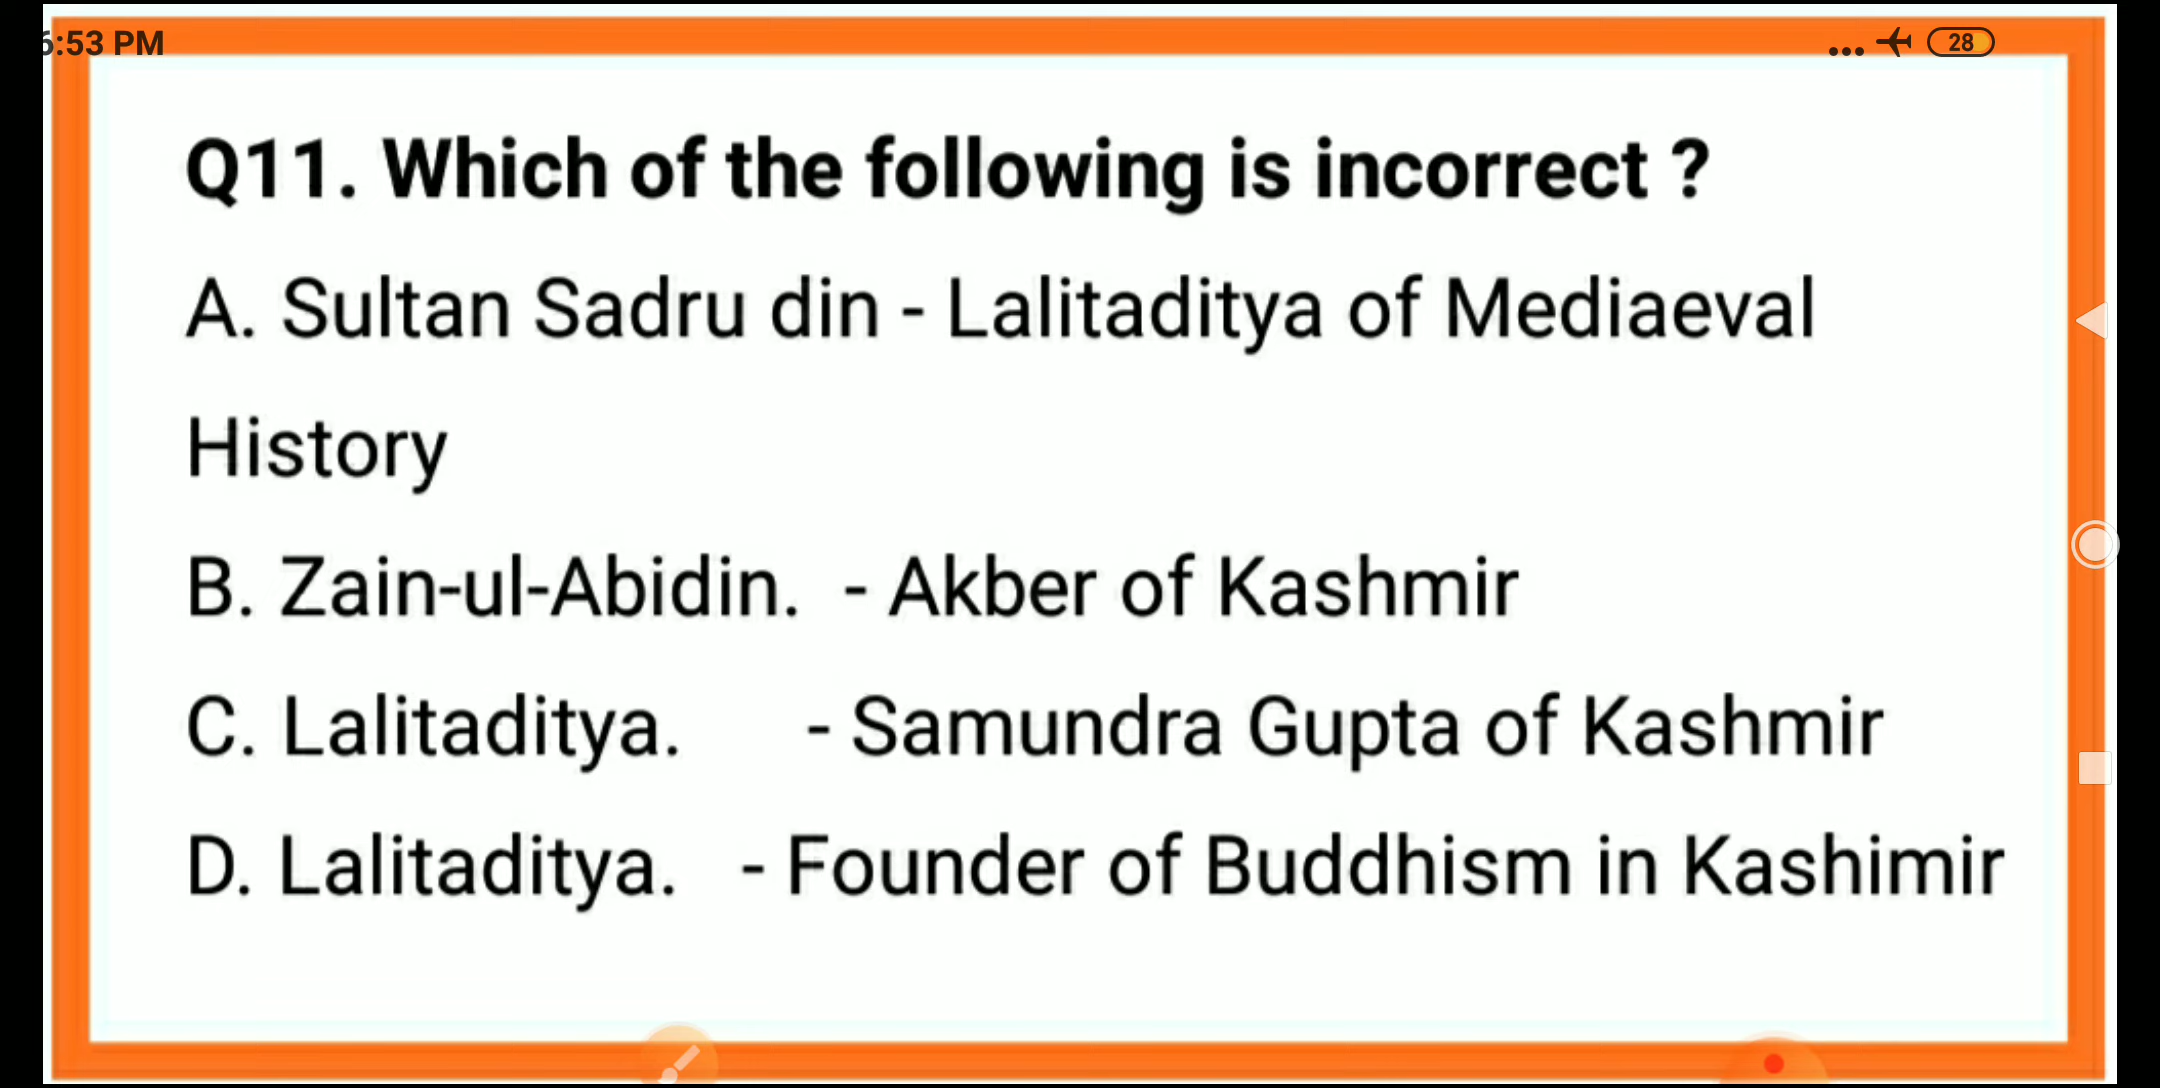 6:53 PM
28
Q11. Which of the following is incorrect ?
A. Sultan Sadru din - Lalitaditya of Mediaeval
History
B. Zain-ul-Abidin.  - Akber of Kashmir
C. Lalitaditya.     - Samundra Gupta of Kashmir
D. Lalitaditya.   - Founder of Buddhism in Kashimir